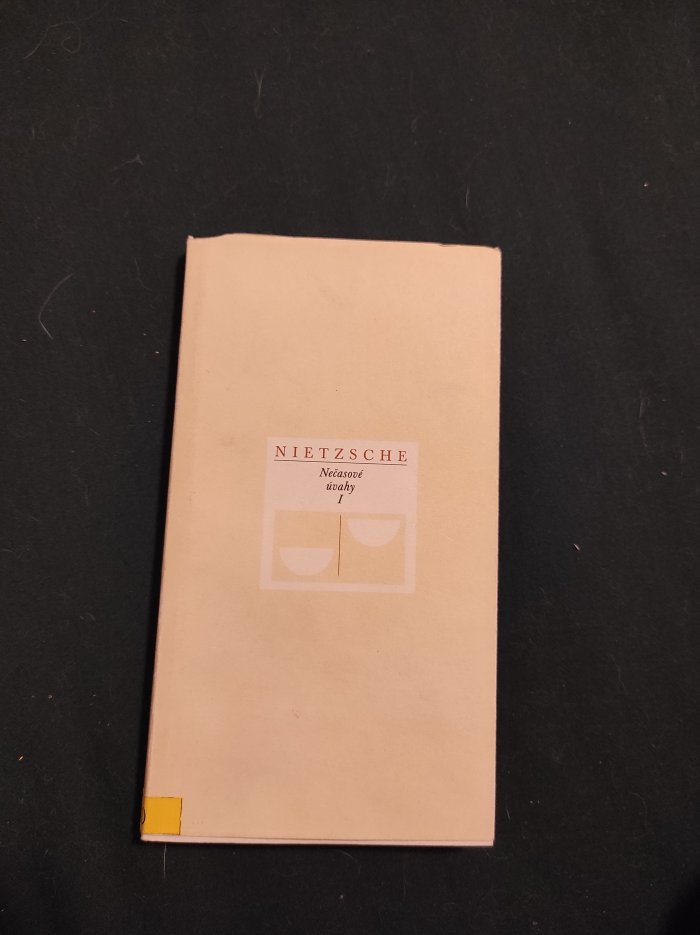 NIETZSCHE
Nečasové
úvahy
I